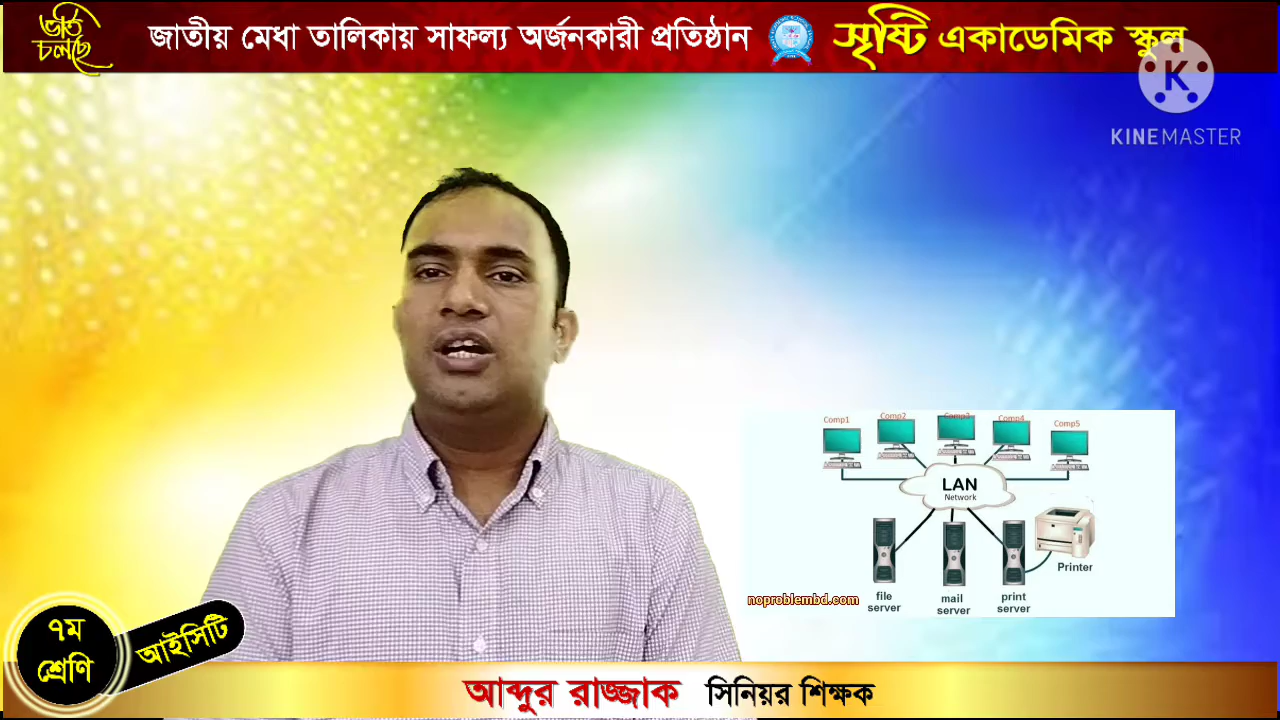 ভর্তি চলছে
জাতীয় মেধা তালিকায় সাফল্য অর্জনকারী প্রতিষ্ঠান সৃষ্টি একাডেমিক স্কুল
KINEMASTER
Comp1 Comp2 Comp3 Comp4 Comp5
LAN
Network
Printer
file server
mail server
print server
noproblembd.com
৭ম
শ্রেণি
আইসিটি
আব্দুর রাজ্জাক সিনিয়র শিক্ষক